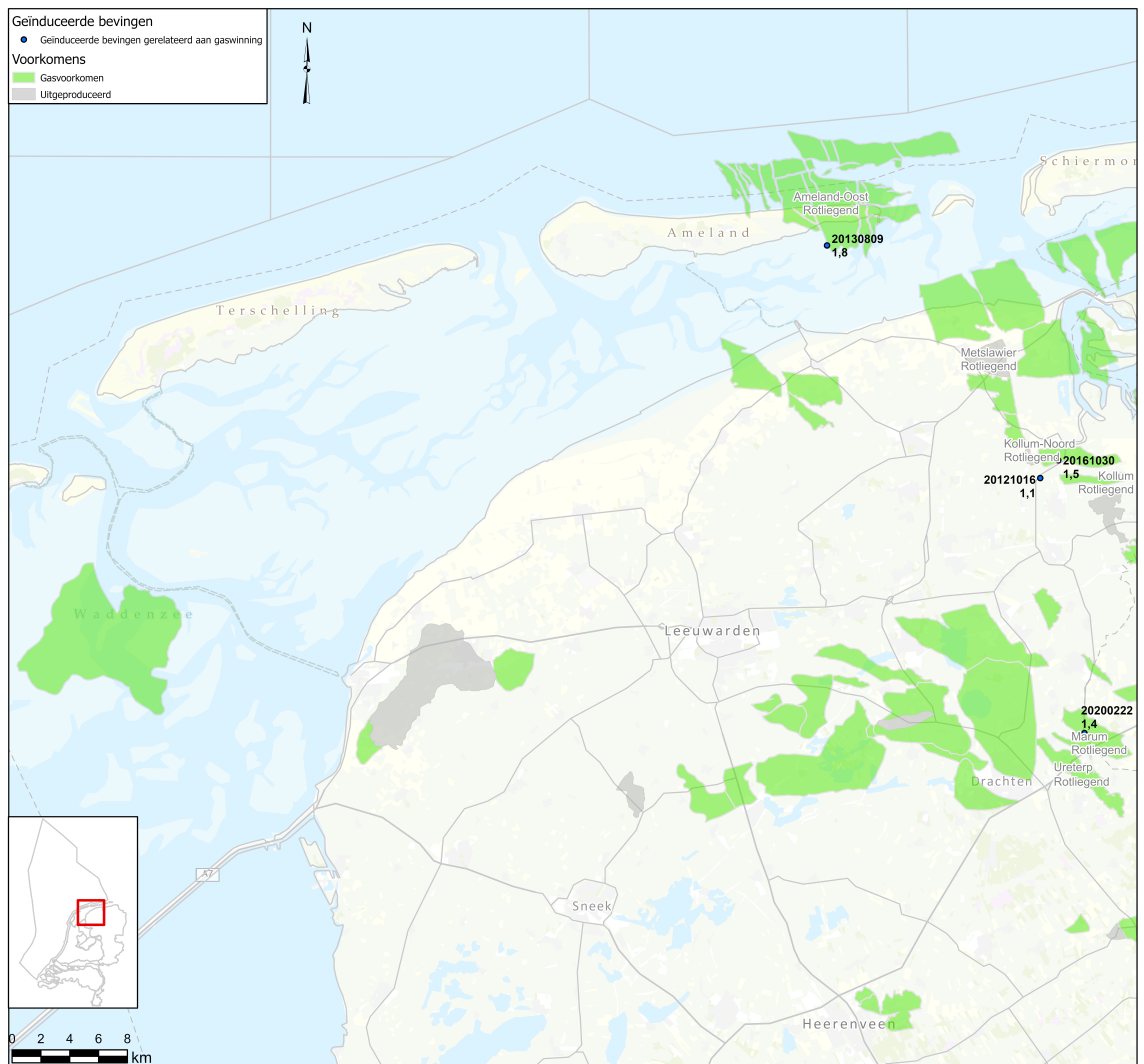 Geïnduceerde bevingen
Geïnduceerde bevingen gerelateerd aan gaswinning
Voorkomens
Gasvoorkomen
Uitgeproduceerd
N
Schiermon
Ameland-Oost
Rotliegend
Ameland
20130809
1,8
Terschelling
Metslawier
Rotliegend
Kollum-Noord
Rotliegend
20161030
1,5
20121016
1,1
Kollum
Rotliegend
Waddenzee
Leeuwarden
20200222
1,4
Marum
Rotliegend
Ureterp
Rotliegend
Drachten
A7
Sneek
Heerenveen
0 2 4 6 8
km